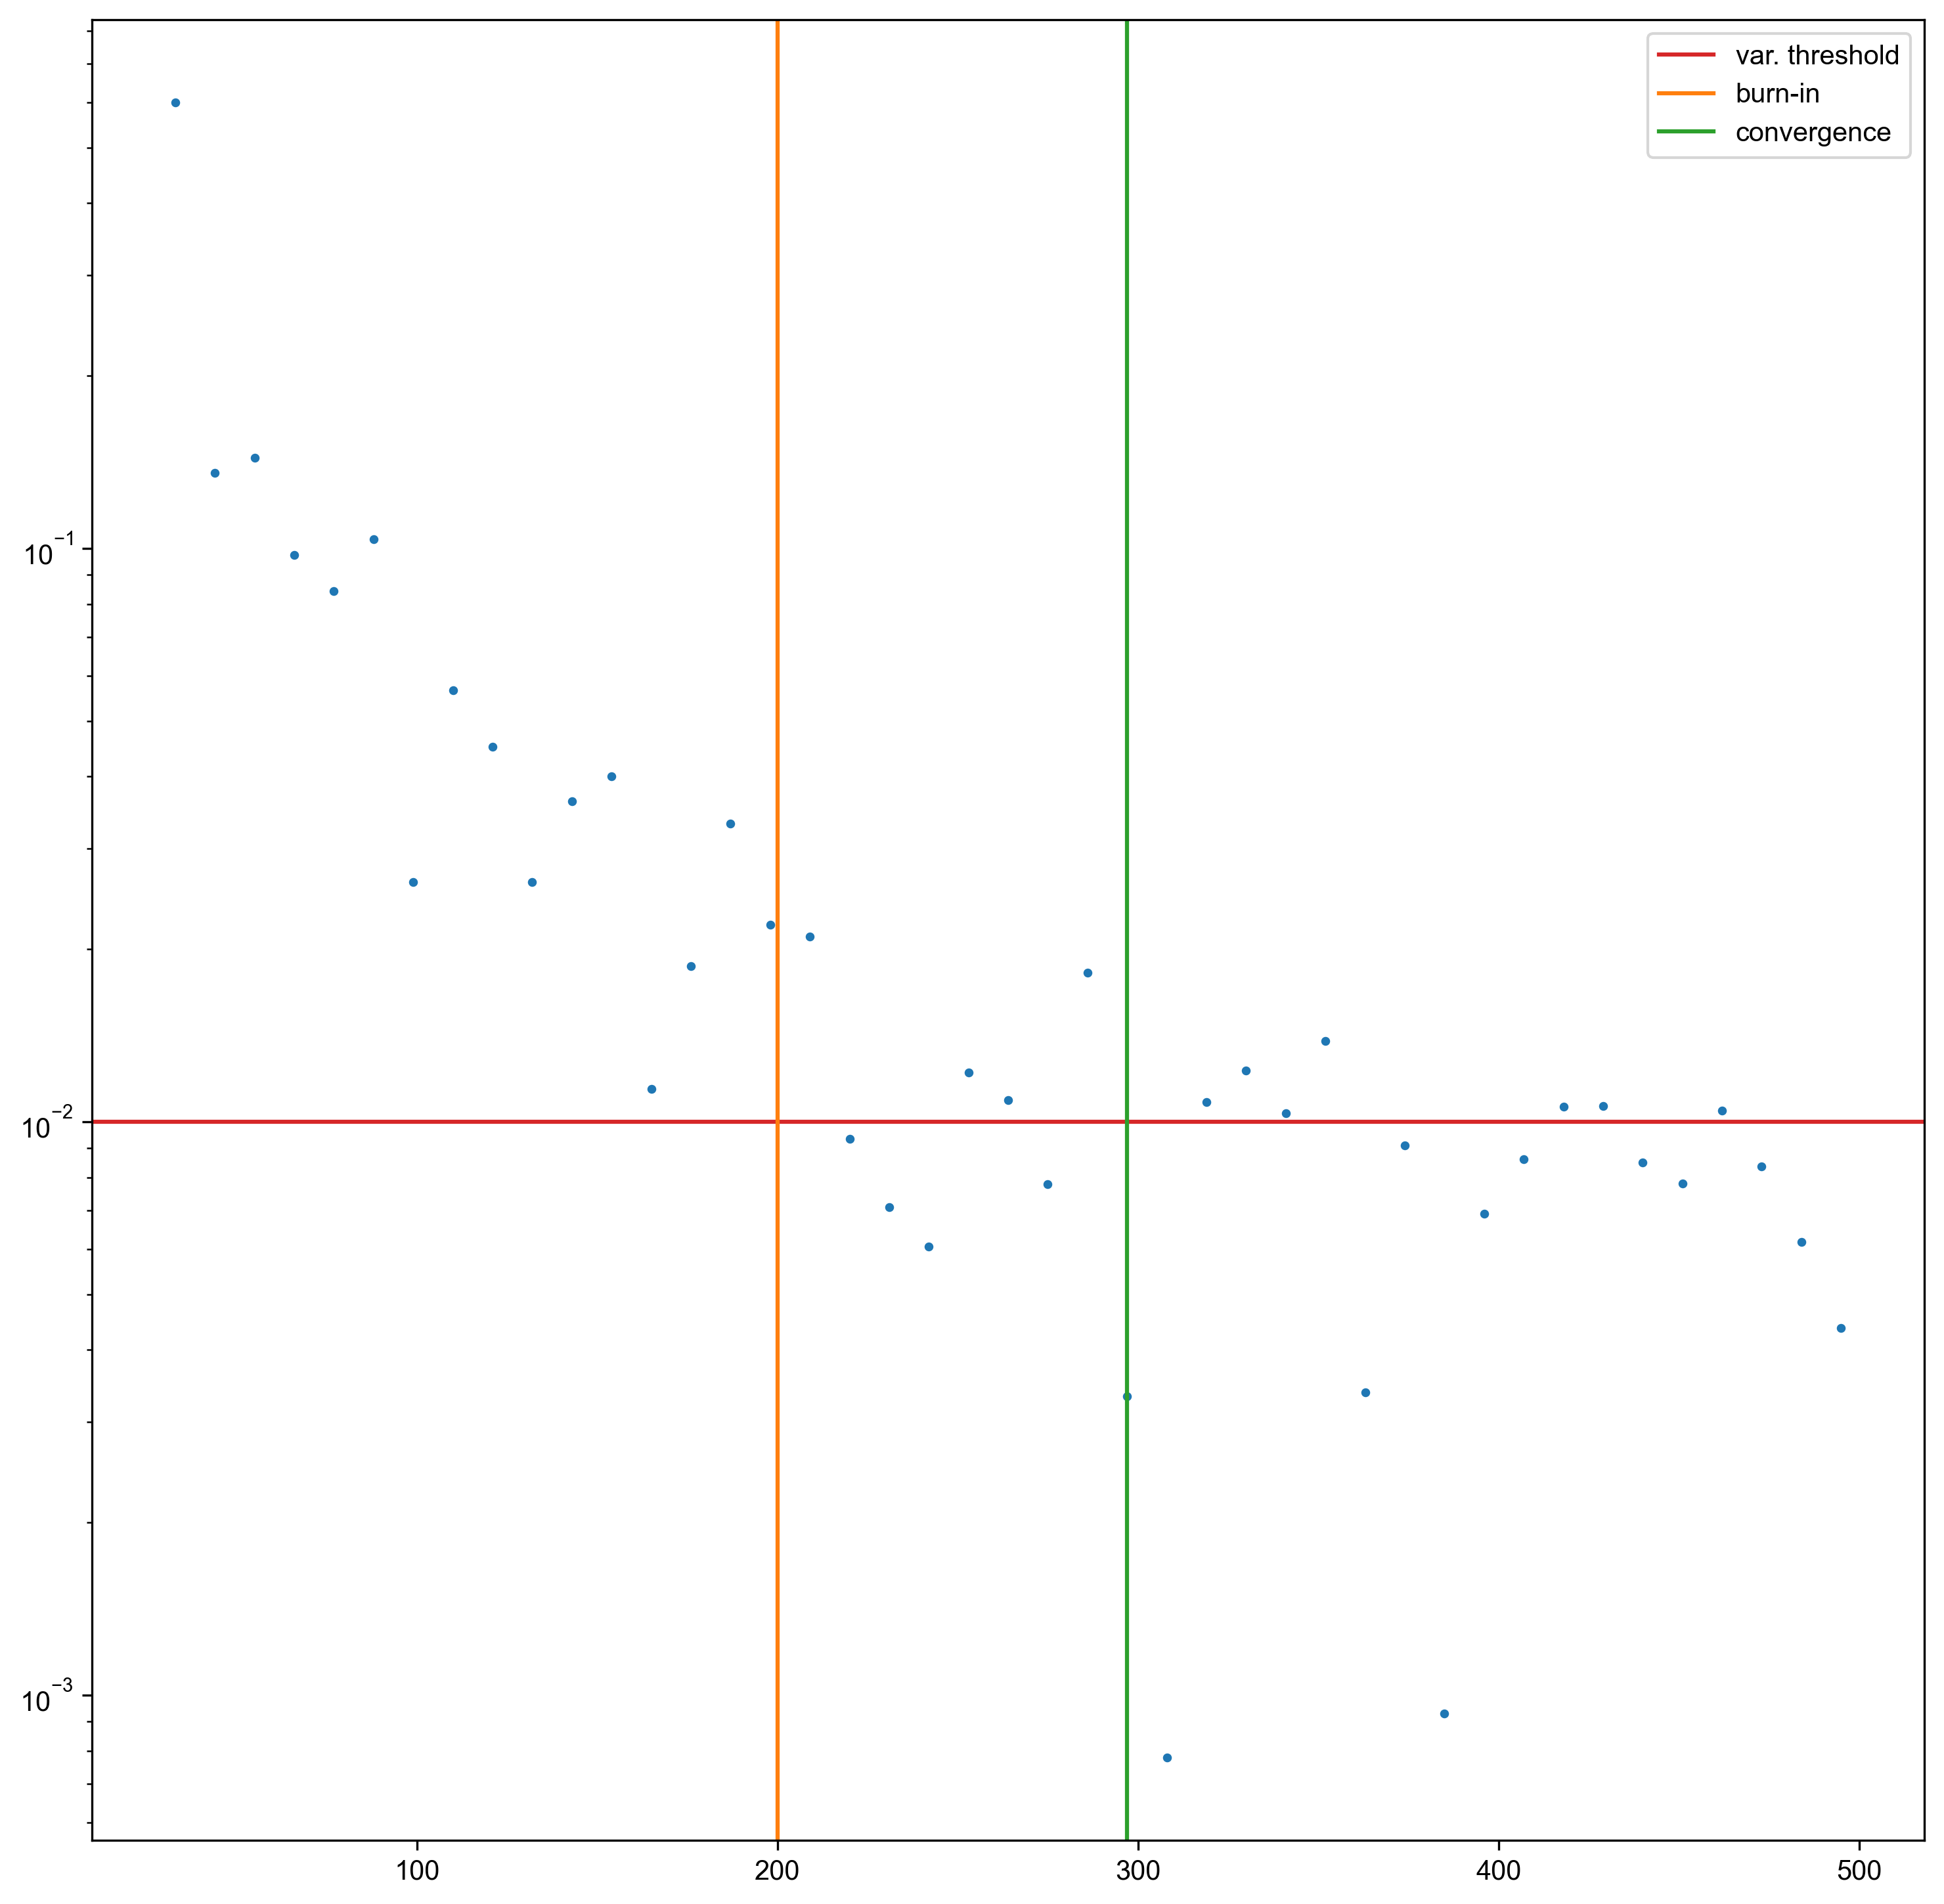 var. threshold
burn-in
convergence
10⁻¹
10⁻²
10⁻³
100 200 300 400 500